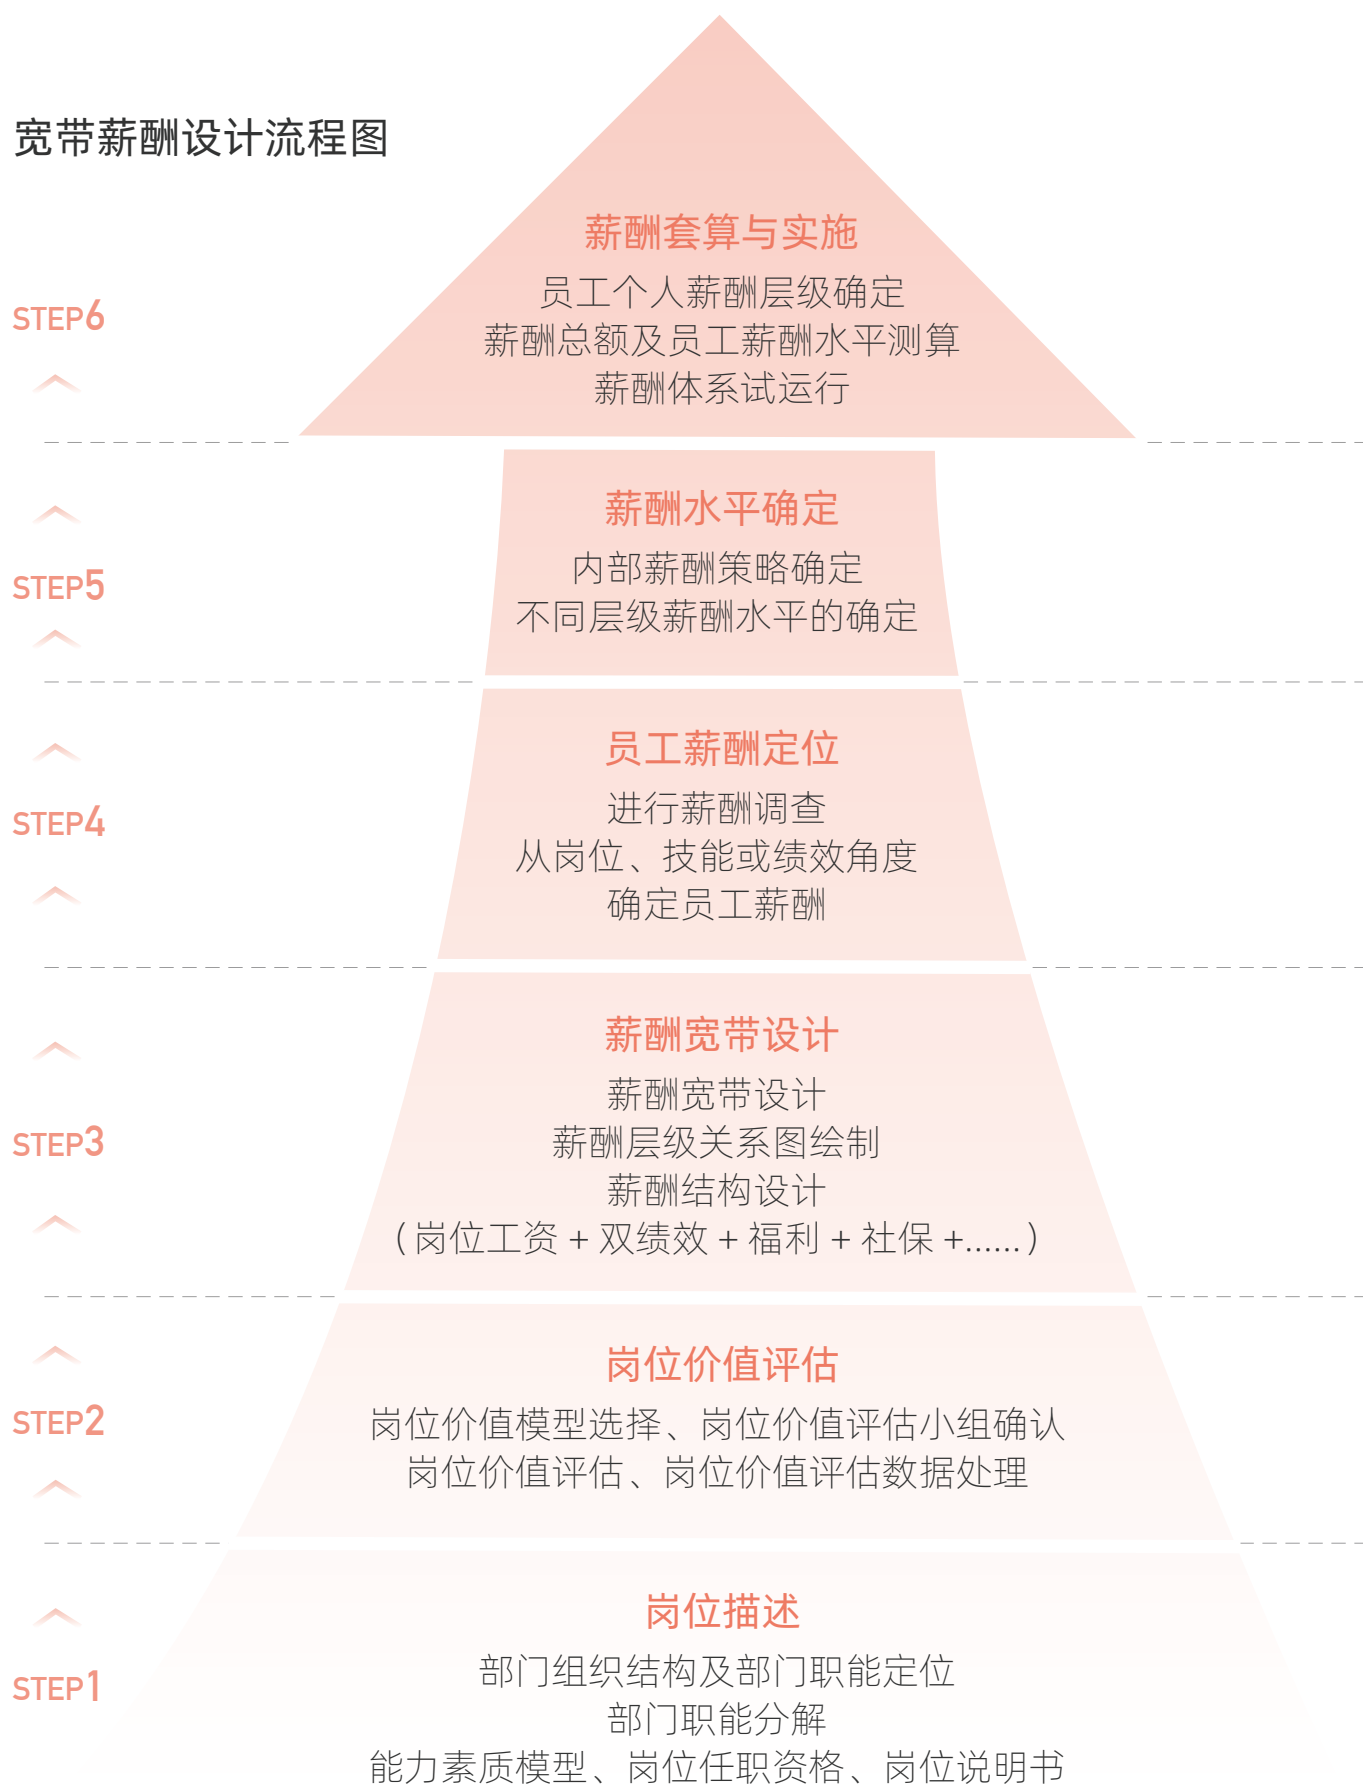 宽带薪酬设计流程图
STEP6
薪酬套算与实施
员工个人薪酬层级确定
薪酬总额及员工薪酬水平测算
薪酬体系试运行
STEP5
薪酬水平确定
内部薪酬策略确定
不同层级薪酬水平的确定
STEP4
员工薪酬定位
进行薪酬调查
从岗位、技能或绩效角度
确定员工薪酬
STEP3
薪酬宽带设计
薪酬宽带设计
薪酬层级关系图绘制
薪酬结构设计
（岗位工资 + 双绩效 + 福利 + 社保 +......）
STEP2
岗位价值评估
岗位价值模型选择、岗位价值评估小组确认
岗位价值评估、岗位价值评估数据处理
STEP1
岗位描述
部门组织结构及部门职能定位
部门职能分解
能力素质模型、岗位任职资格、岗位说明书